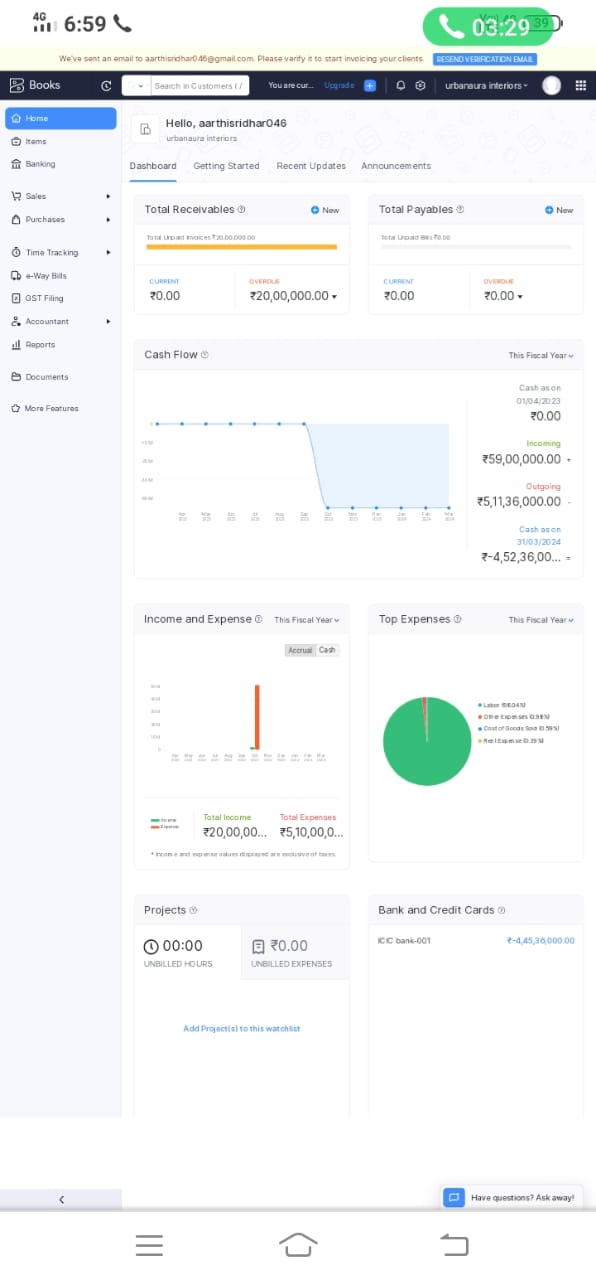 4G 6:59
03:29
39
We've sent an email to aarthisridhar046@gmail.com. Please verify it to start invoicing your clients. RESEND VERIFICATION EMAIL
Books
Search in Customers ( /
You are cur... Upgrade
urbanaura interiors
Home
Items
Banking
Sales
Purchases
Time Tracking
e-Way Bills
GST Filing
Accountant
Reports
Documents
More Features
Hello, aarthisridhar046
urbanaura interiors
Dashboard Getting Started Recent Updates Announcements
Total Receivables New
Total Unpaid Invoices ₹20,00,000.00
CURRENT OVERDUE
₹0.00 ₹20,00,000.00
Total Payables New
Total Unpaid Bills ₹0.00
CURRENT OVERDUE
₹0.00 ₹0.00
Cash Flow This Fiscal Year
Cash as on
01/04/2023
₹0.00
Incoming
₹59,00,000.00 +
Outgoing
₹5,11,36,000.00 -
Cash as on
31/03/2024
₹-4,52,36,00... =
0
Apr May Jun Jul Aug Sep Oct Nov Dec Jan Feb Mar
2023 2023 2023 2023 2023 2023 2023 2023 2023 2024 2024 2024
Income and Expense This Fiscal Year
Accrual Cash
0
Income
Expense
Total Income Total Expenses
₹20,00,00... ₹5,10,00,0...
* Income and expense values displayed are exclusive of taxes.
Top Expenses This Fiscal Year
Labor (98.04%)
Other Expenses (0.98%)
Cost of Goods Sold (0.59%)
Rent Expense (0.39%)
Projects
00:00 ₹0.00
UNBILLED HOURS UNBILLED EXPENSES
Add Project(s) to this watchlist
Bank and Credit Cards
ICIC bank-001 ₹-4,45,36,000.00
Have questions? Ask away!